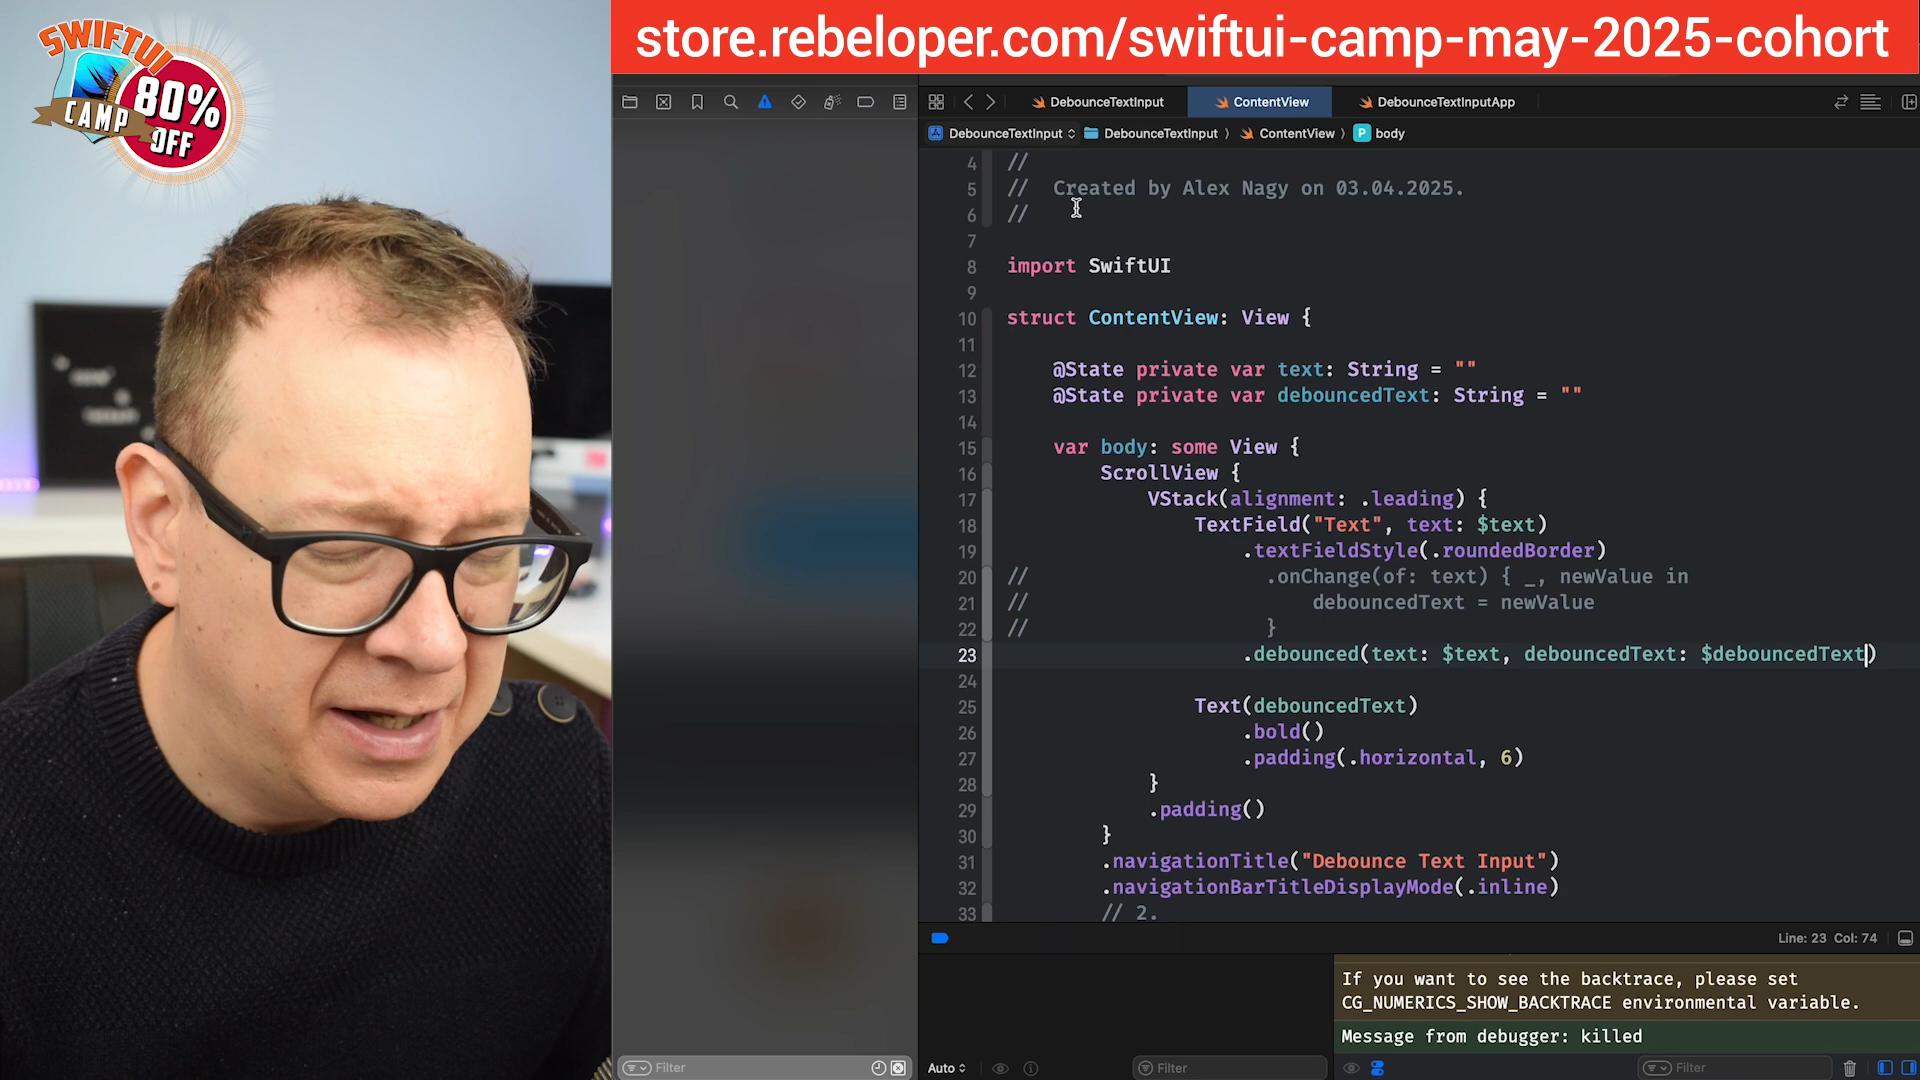 SWIFTUI
CAMP
80%
OFF
store.rebeloper.com/swiftui-camp-may-2025-cohort
DebounceTextInput
ContentView
DebounceTextInputApp
DebounceTextInput
DebounceTextInput
ContentView
P body
4 //
5 // Created by Alex Nagy on 03.04.2025.
6 //
7
8 import SwiftUI
9
10 struct ContentView: View {
11
12 @State private var text: String = ""
13 @State private var debouncedText: String = ""
14
15 var body: some View {
16 ScrollView {
17 VStack(alignment: .leading) {
18 TextField("Text", text: $text)
19 .textFieldStyle(.roundedBorder)
20 // .onChange(of: text) { _, newValue in
21 // debouncedText = newValue
22 // }
23 .debounced(text: $text, debouncedText: $debouncedText)
24
25 Text(debouncedText)
26 .bold()
27 .padding(.horizontal, 6)
28 }
29 .padding()
30 }
31 .navigationTitle("Debounce Text Input")
32 .navigationBarTitleDisplayMode(.inline)
33 // 2.
Line: 23 Col: 74
If you want to see the backtrace, please set
CG_NUMERICS_SHOW_BACKTRACE environmental variable.
Message from debugger: killed
Filter
Auto
Filter
Filter